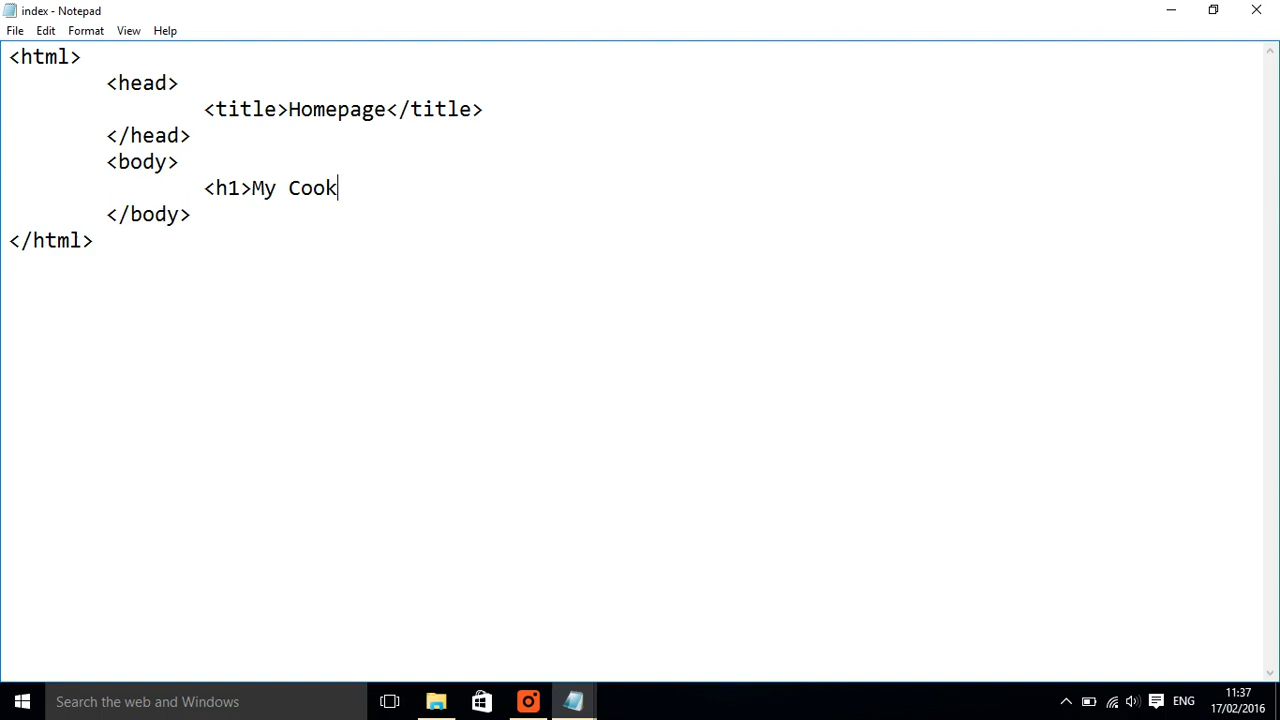 index - Notepad
File Edit Format View Help
<html>
<head>
<title>Homepage</title>
</head>
<body>
<h1>My Cook
</body>
</html>
Search the web and Windows
ENG
11:37
17/02/2016